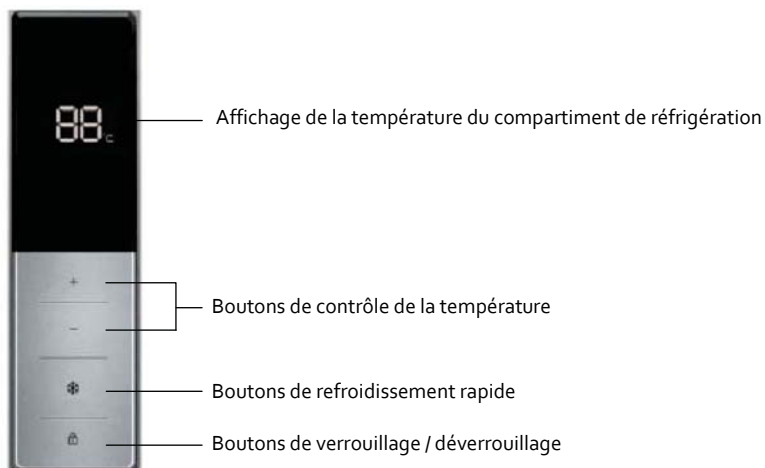 88c
Affichage de la température du compartiment de réfrigération
+
Boutons de contrôle de la température
-
Boutons de refroidissement rapide
Boutons de verrouillage / déverrouillage